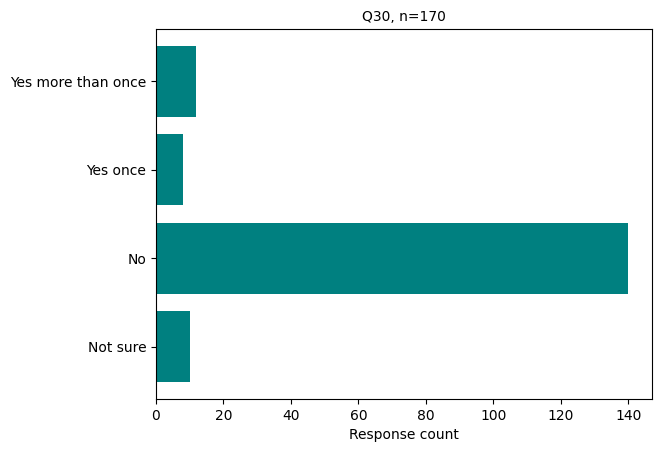 Q30, n=170
Yes more than once
Yes once
No
Not sure
0 20 40 60 80 100 120 140
Response count